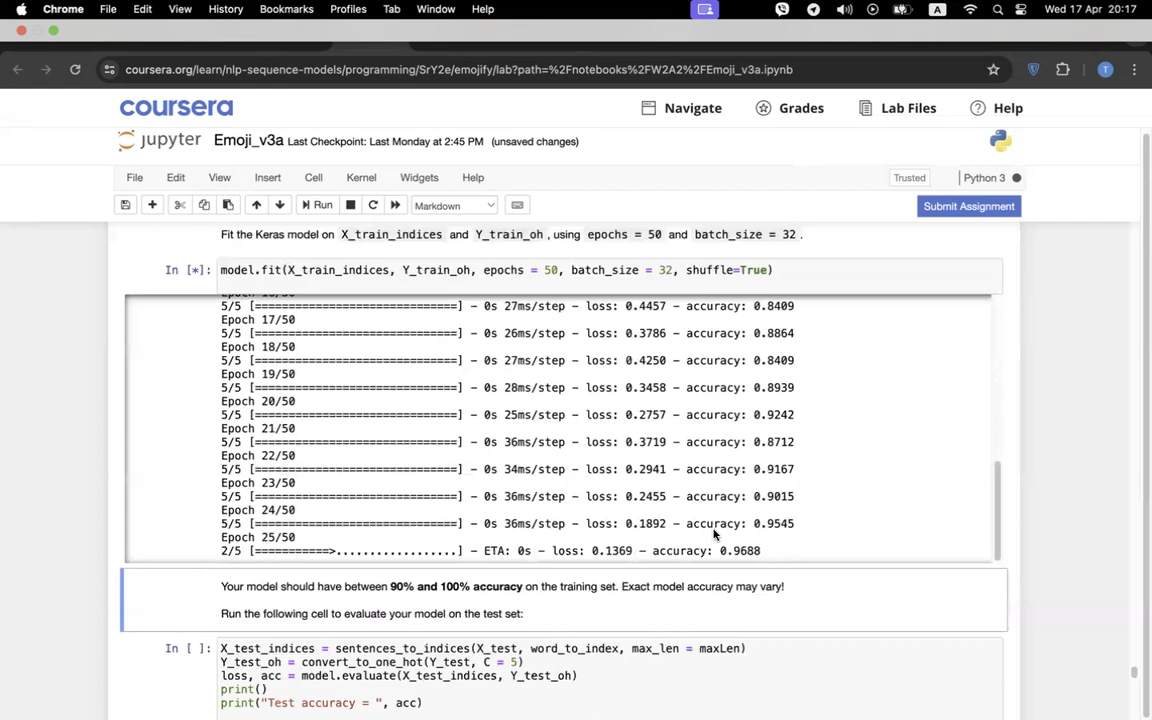 Chrome File Edit View History Bookmarks Profiles Tab Window Help A Wed 17 Apr 20:17
coursera.org/learn/nlp-sequence-models/programming/SrY2e/emojify/lab?path=%2Fnotebooks%2FW2A2%2FEmoji_v3a.ipynb T
coursera Navigate Grades Lab Files Help
jupyter Emoji_v3a Last Checkpoint: Last Monday at 2:45 PM (unsaved changes)
File Edit View Insert Cell Kernel Widgets Help Trusted Python 3
Run Markdown Submit Assignment
Fit the Keras model on X_train_indices and Y_train_oh , using epochs = 50 and batch_size = 32 .
In [*]: model.fit(X_train_indices, Y_train_oh, epochs = 50, batch_size = 32, shuffle=True)
5/5 [==============================] - 0s 27ms/step - loss: 0.4457 - accuracy: 0.8409
Epoch 17/50
5/5 [==============================] - 0s 26ms/step - loss: 0.3786 - accuracy: 0.8864
Epoch 18/50
5/5 [==============================] - 0s 27ms/step - loss: 0.4250 - accuracy: 0.8409
Epoch 19/50
5/5 [==============================] - 0s 28ms/step - loss: 0.3458 - accuracy: 0.8939
Epoch 20/50
5/5 [==============================] - 0s 25ms/step - loss: 0.2757 - accuracy: 0.9242
Epoch 21/50
5/5 [==============================] - 0s 36ms/step - loss: 0.3719 - accuracy: 0.8712
Epoch 22/50
5/5 [==============================] - 0s 34ms/step - loss: 0.2941 - accuracy: 0.9167
Epoch 23/50
5/5 [==============================] - 0s 36ms/step - loss: 0.2455 - accuracy: 0.9015
Epoch 24/50
5/5 [==============================] - 0s 36ms/step - loss: 0.1892 - accuracy: 0.9545
Epoch 25/50
2/5 [===========>..................] - ETA: 0s - loss: 0.1369 - accuracy: 0.9688
Your model should have between 90% and 100% accuracy on the training set. Exact model accuracy may vary!
Run the following cell to evaluate your model on the test set:
In [ ]: X_test_indices = sentences_to_indices(X_test, word_to_index, max_len = maxLen)
Y_test_oh = convert_to_one_hot(Y_test, C = 5)
loss, acc = model.evaluate(X_test_indices, Y_test_oh)
print()
print("Test accuracy = ", acc)